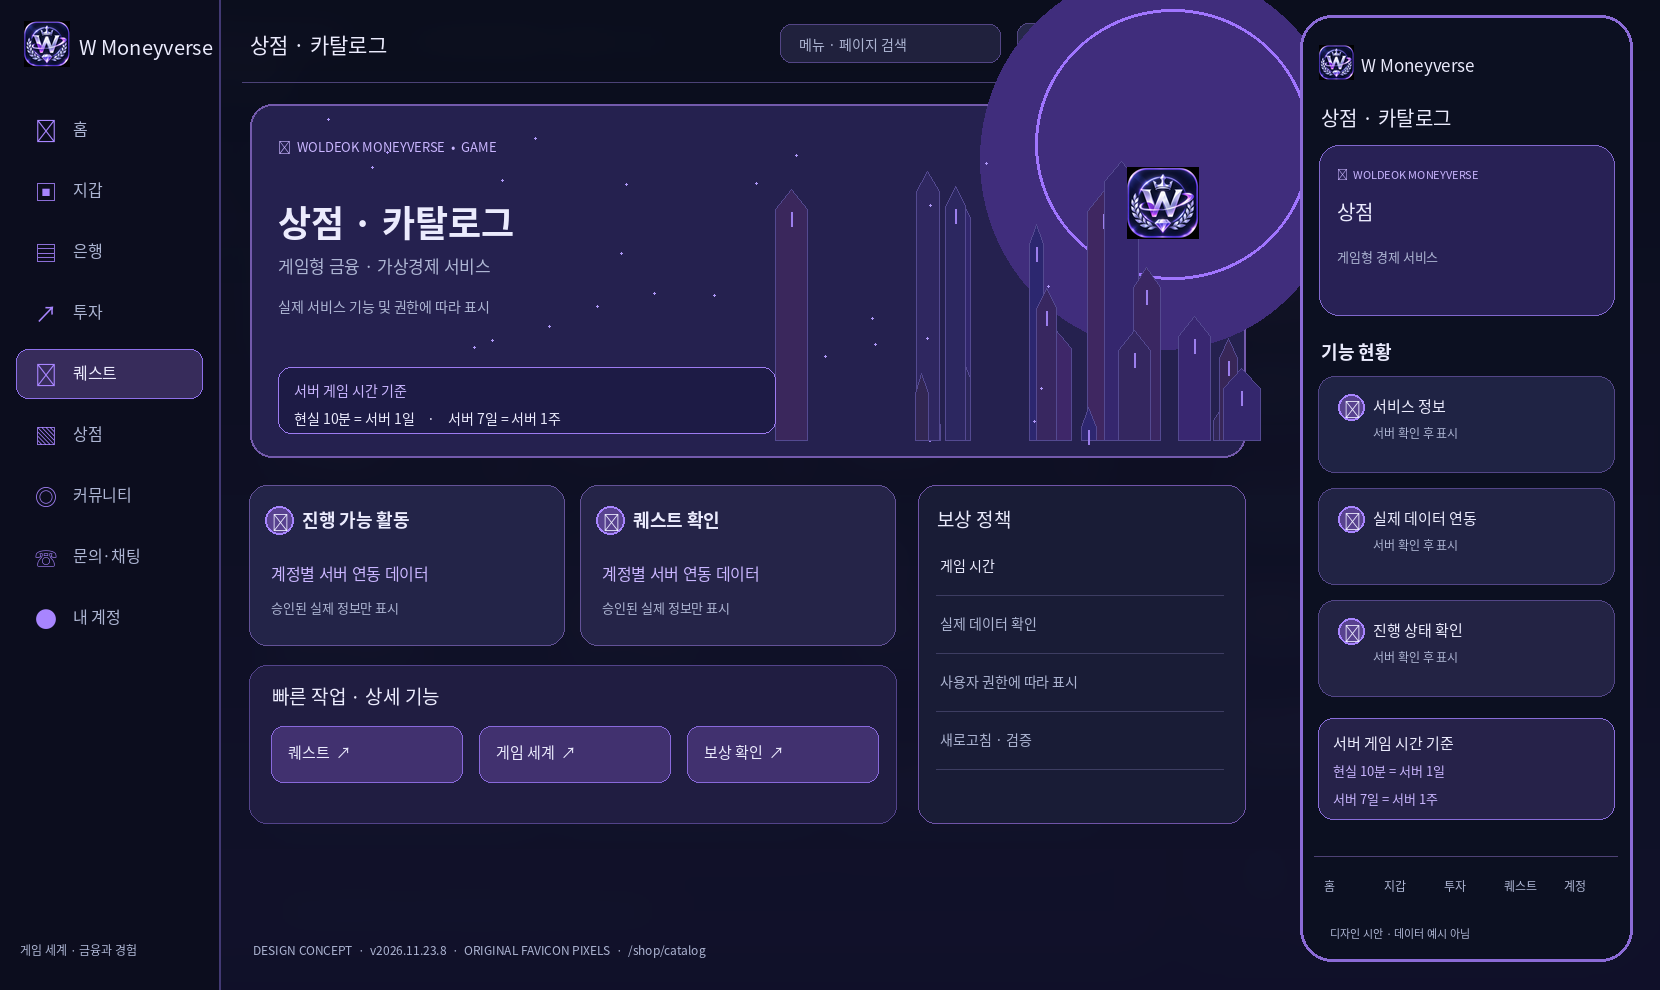 W Moneyverse
홈
지갑
은행
투자
퀘스트
상점
커뮤니티
문의·채팅
내 계정
게임 세계 · 금융과 경험
상점 · 카탈로그
메뉴 · 페이지 검색
WOLDEOK MONEYVERSE • GAME
상점 · 카탈로그
게임형 금융 · 가상경제 서비스
실제 서비스 기능 및 권한에 따라 표시
서버 게임 시간 기준
현실 10분 = 서버 1일 · 서버 7일 = 서버 1주
진행 가능 활동
계정별 서버 연동 데이터
승인된 실제 정보만 표시
퀘스트 확인
계정별 서버 연동 데이터
승인된 실제 정보만 표시
보상 정책
게임 시간
실제 데이터 확인
사용자 권한에 따라 표시
새로고침 · 검증
빠른 작업 · 상세 기능
퀘스트 ↗
게임 세계 ↗
보상 확인 ↗
DESIGN CONCEPT · v2026.11.23.8 · ORIGINAL FAVICON PIXELS · /shop/catalog
W Moneyverse
상점 · 카탈로그
WOLDEOK MONEYVERSE
상점
게임형 경제 서비스
기능 현황
서비스 정보
서버 확인 후 표시
실제 데이터 연동
서버 확인 후 표시
진행 상태 확인
서버 확인 후 표시
서버 게임 시간 기준
현실 10분 = 서버 1일
서버 7일 = 서버 1주
홈 지갑 투자 퀘스트 계정
디자인 시안 · 데이터 예시 아님